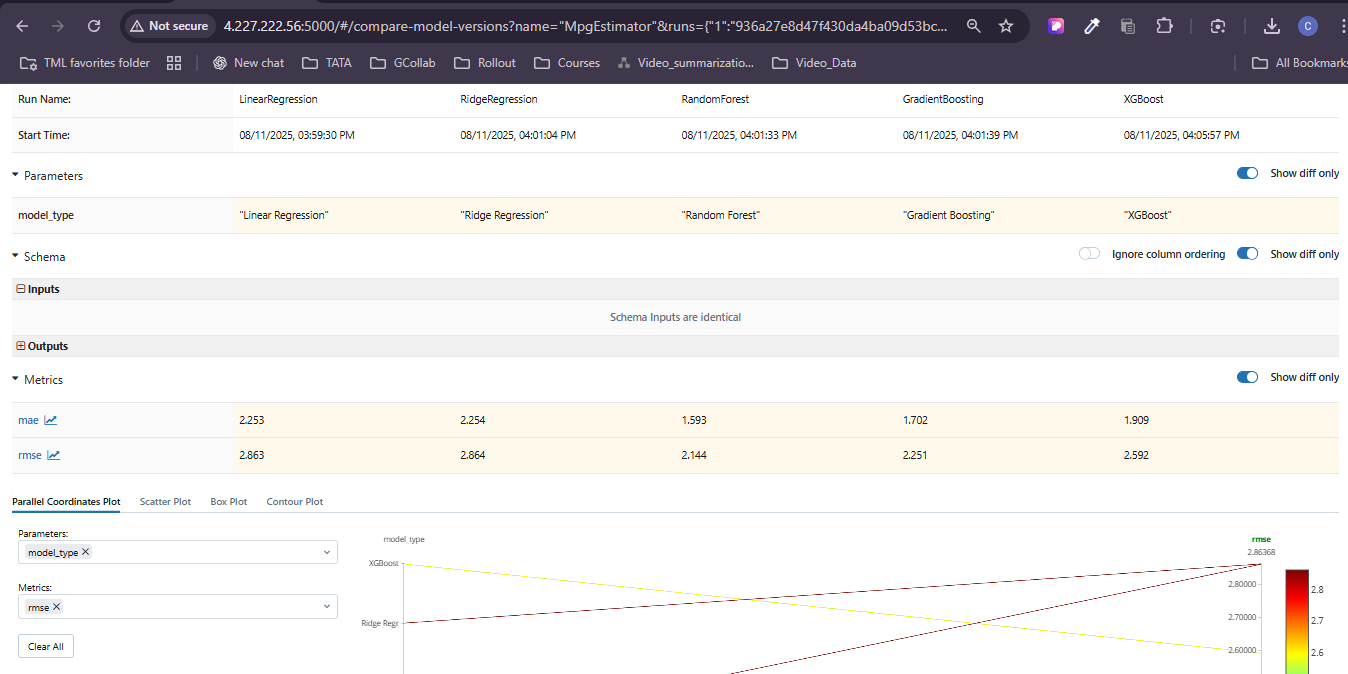 Not secure 4.227.222.56:5000/#/compare-model-versions?name="MpgEstimator"&runs={"1":"936a27e8d47f430da4ba09d53bc...
C
TML favorites folder New chat TATA GCollab Rollout Courses Video_summarizatio... Video_Data All Bookmarks
Run Name: LinearRegression RidgeRegression RandomForest GradientBoosting XGBoost
Start Time: 08/11/2025, 03:59:30 PM 08/11/2025, 04:01:04 PM 08/11/2025, 04:01:33 PM 08/11/2025, 04:01:39 PM 08/11/2025, 04:05:57 PM
Parameters Show diff only
model_type "Linear Regression" "Ridge Regression" "Random Forest" "Gradient Boosting" "XGBoost"
Schema Ignore column ordering Show diff only
Inputs
Schema Inputs are identical
Outputs
Metrics Show diff only
mae 2.253 2.254 1.593 1.702 1.909
rmse 2.863 2.864 2.144 2.251 2.592
Parallel Coordinates Plot Scatter Plot Box Plot Contour Plot
Parameters:
model_type
Metrics:
rmse
Clear All
model_type
XGBoost
Ridge Regr
rmse
2.86368
2.80000
2.70000
2.60000
2.8
2.7
2.6